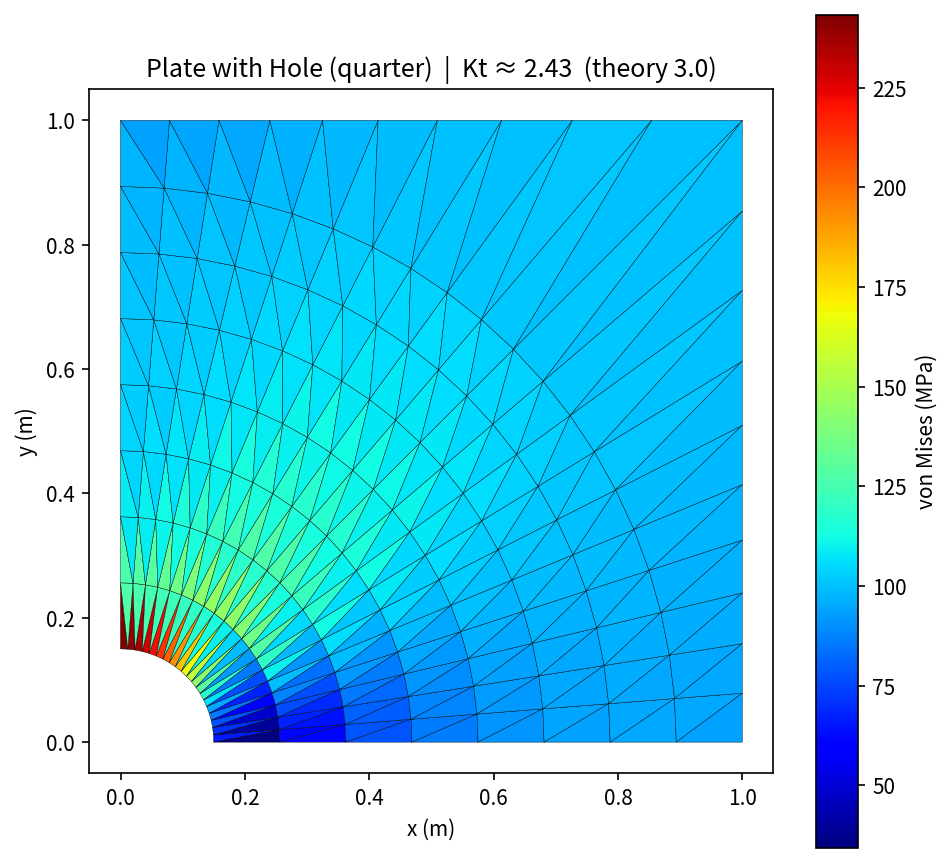 Plate with Hole (quarter) | Kt ≈ 2.43 (theory 3.0)
1.0
0.8
0.6
0.4
0.2
0.0
y (m)
0.0 0.2 0.4 0.6 0.8 1.0
x (m)
225
200
175
150
125
100
75
50
von Mises (MPa)